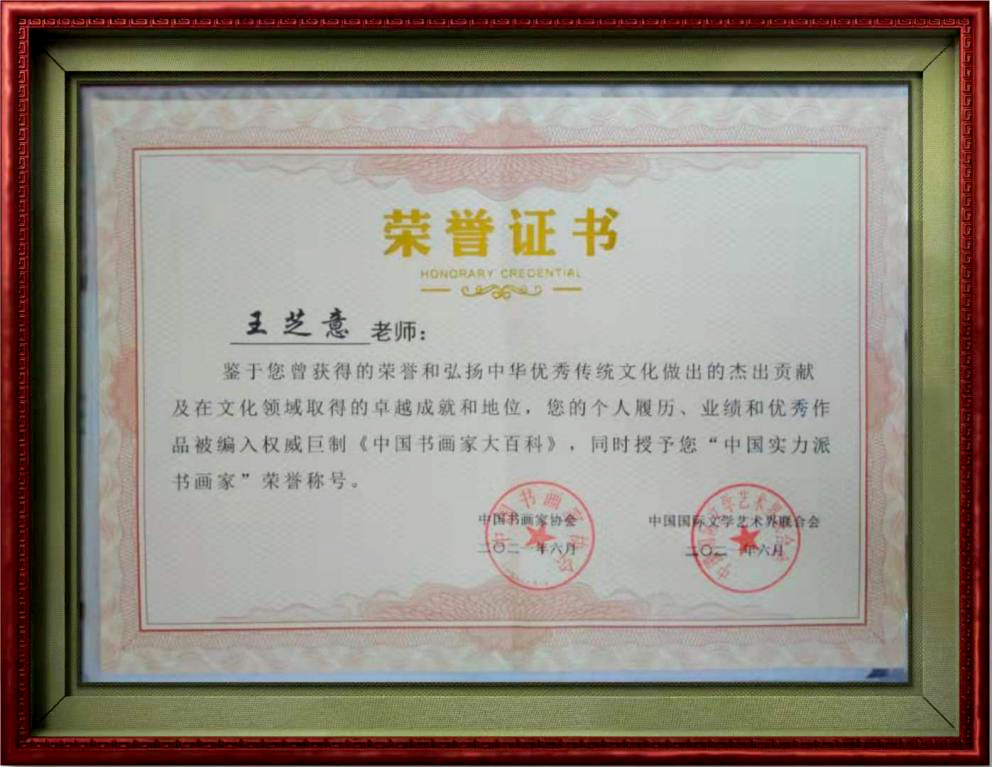 荣誉证书
HONORARY CREDENTIAL
王芝意 老师：
鉴于您曾获得的荣誉和弘扬中华优秀传统文化做出的杰出贡献
及在文化领域取得的卓越成就和地位，您的个人履历、业绩和优秀作
品被编入权威巨制《中国书画家大百科》，同时授予您“中国实力派
书画家”荣誉称号。
中国书画家协会 中国国际文学艺术界联合会
二〇二一年六月 二〇二 年六月